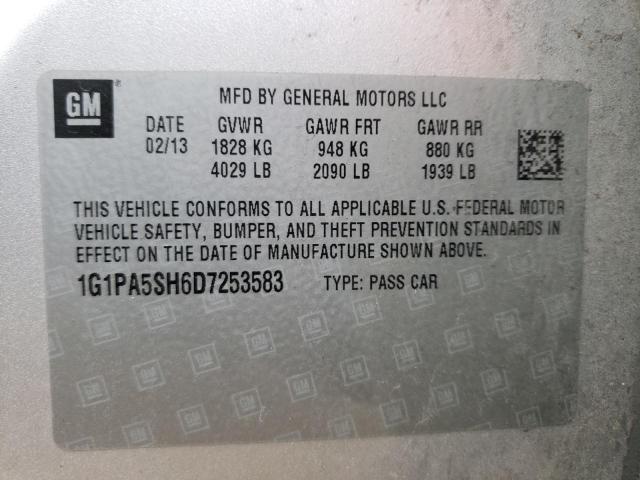 GM
MFD BY GENERAL MOTORS LLC
DATE GVWR GAWR FRT GAWR RR
02/13 1828 KG 948 KG 880 KG
4029 LB 2090 LB 1939 LB
THIS VEHICLE CONFORMS TO ALL APPLICABLE U.S. FEDERAL MOTOR
VEHICLE SAFETY, BUMPER, AND THEFT PREVENTION STANDARDS IN
EFFECT ON THE DATE OF MANUFACTURE SHOWN ABOVE.
1G1PA5SH6D7253583 TYPE: PASS CAR